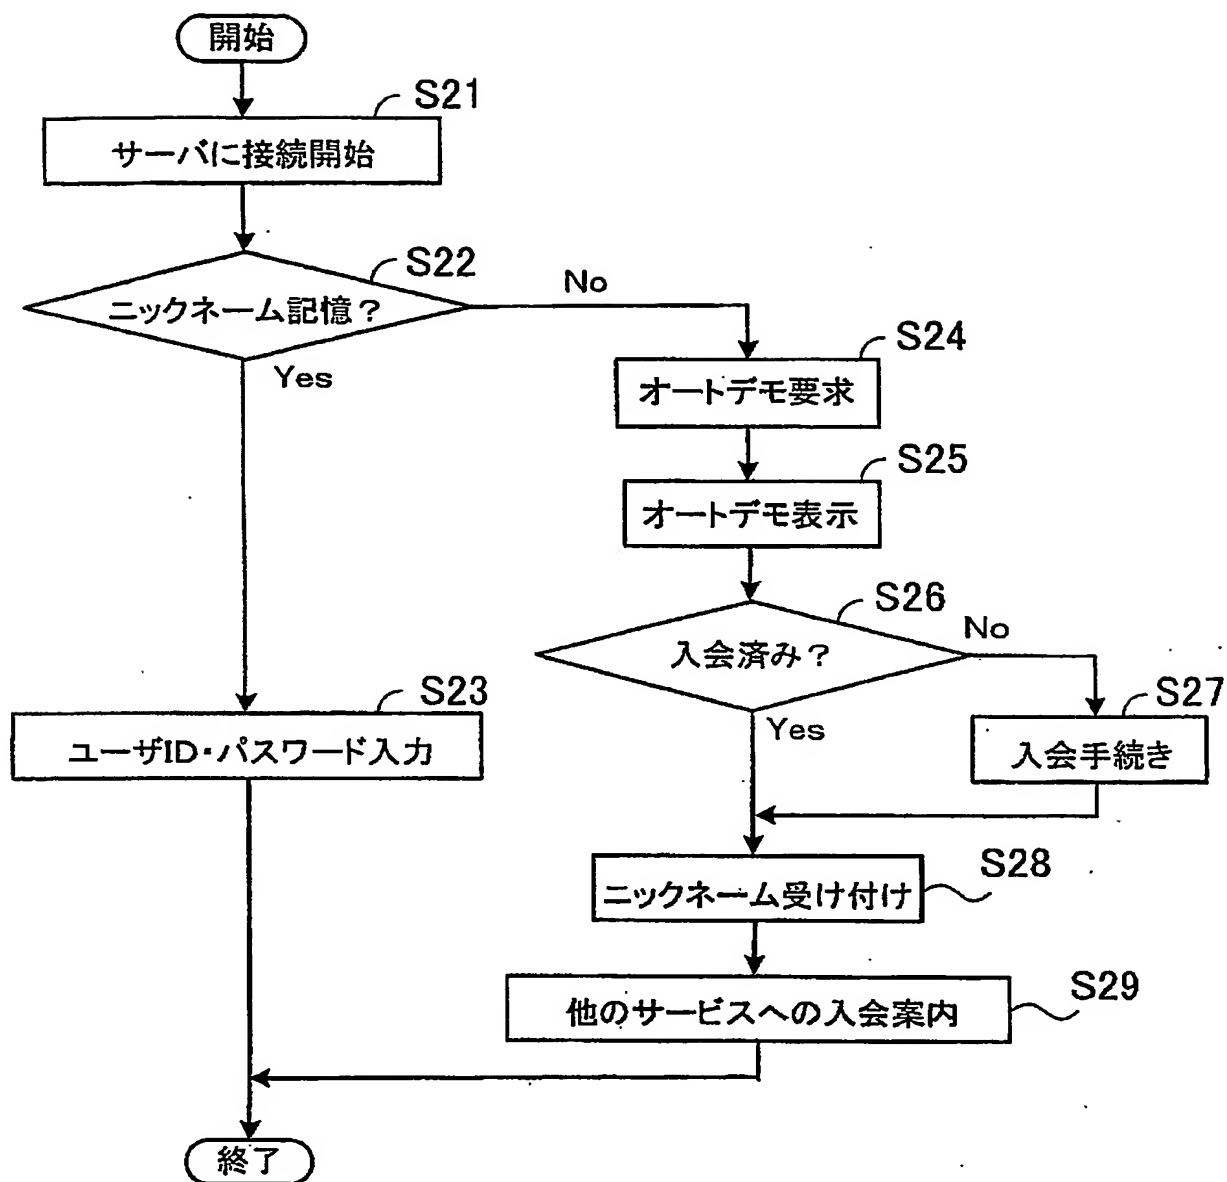 開始
S21
サーバに接続開始
S22
ニックネーム記憶?
No
Yes
S24
オートデモ要求
S25
オートデモ表示
S26
入会済み?
No
Yes
S23
ユーザID・パスワード入力
S27
入会手続き
S28
ニックネーム受け付け
S29
他のサービスへの入会案内
終了